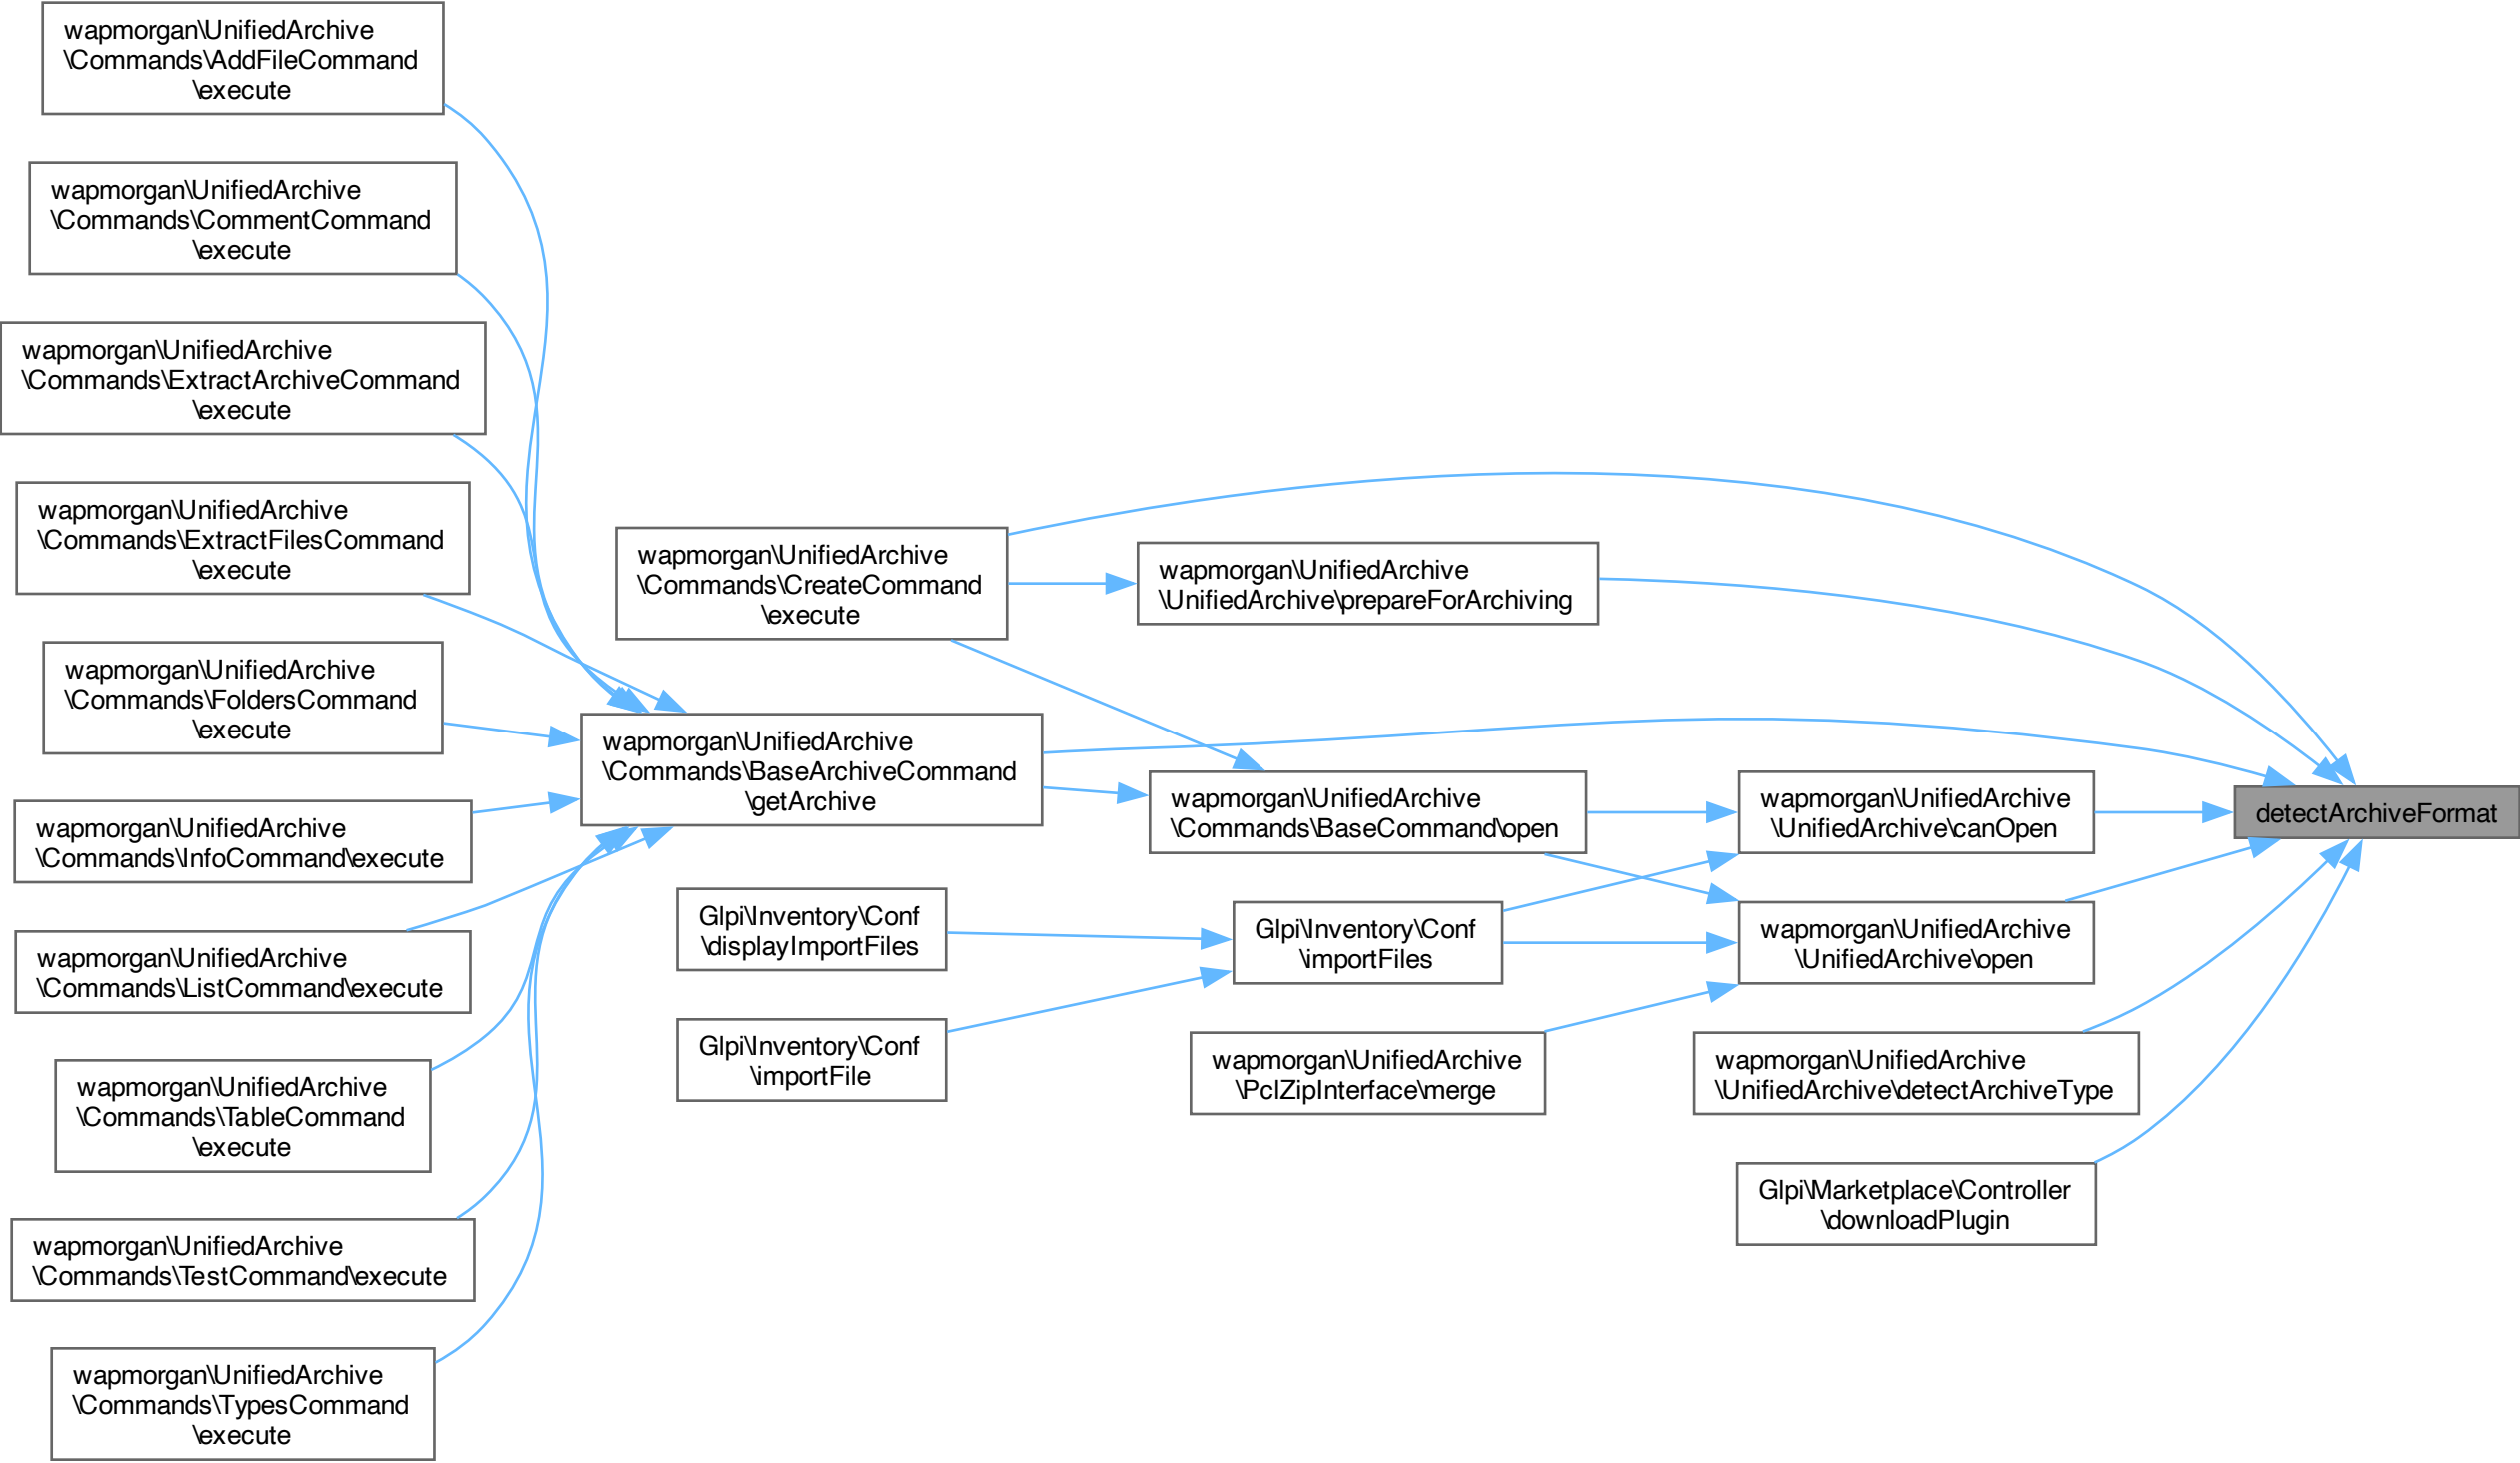 wapmorgan\UnifiedArchive
\Commands\AddFileCommand
\execute
wapmorgan\UnifiedArchive
\Commands\CommentCommand
\execute
wapmorgan\UnifiedArchive
\Commands\ExtractArchiveCommand
\execute
wapmorgan\UnifiedArchive
\Commands\ExtractFilesCommand
\execute
wapmorgan\UnifiedArchive
\Commands\FoldersCommand
\execute
wapmorgan\UnifiedArchive
\Commands\InfoCommand\execute
wapmorgan\UnifiedArchive
\Commands\ListCommand\execute
wapmorgan\UnifiedArchive
\Commands\TableCommand
\execute
wapmorgan\UnifiedArchive
\Commands\TestCommand\execute
wapmorgan\UnifiedArchive
\Commands\TypesCommand
\execute
wapmorgan\UnifiedArchive
\Commands\CreateCommand
\execute
wapmorgan\UnifiedArchive
\Commands\BaseArchiveCommand
\getArchive
Glpi\Inventory\Conf
\displayImportFiles
Glpi\Inventory\Conf
\importFile
wapmorgan\UnifiedArchive
\UnifiedArchive\prepareForArchiving
wapmorgan\UnifiedArchive
\Commands\BaseCommand\open
Glpi\Inventory\Conf
\importFiles
wapmorgan\UnifiedArchive
\PclZipInterface\merge
wapmorgan\UnifiedArchive
\UnifiedArchive\canOpen
wapmorgan\UnifiedArchive
\UnifiedArchive\open
wapmorgan\UnifiedArchive
\UnifiedArchive\detectArchiveType
Glpi\Marketplace\Controller
\downloadPlugin
detectArchiveFormat